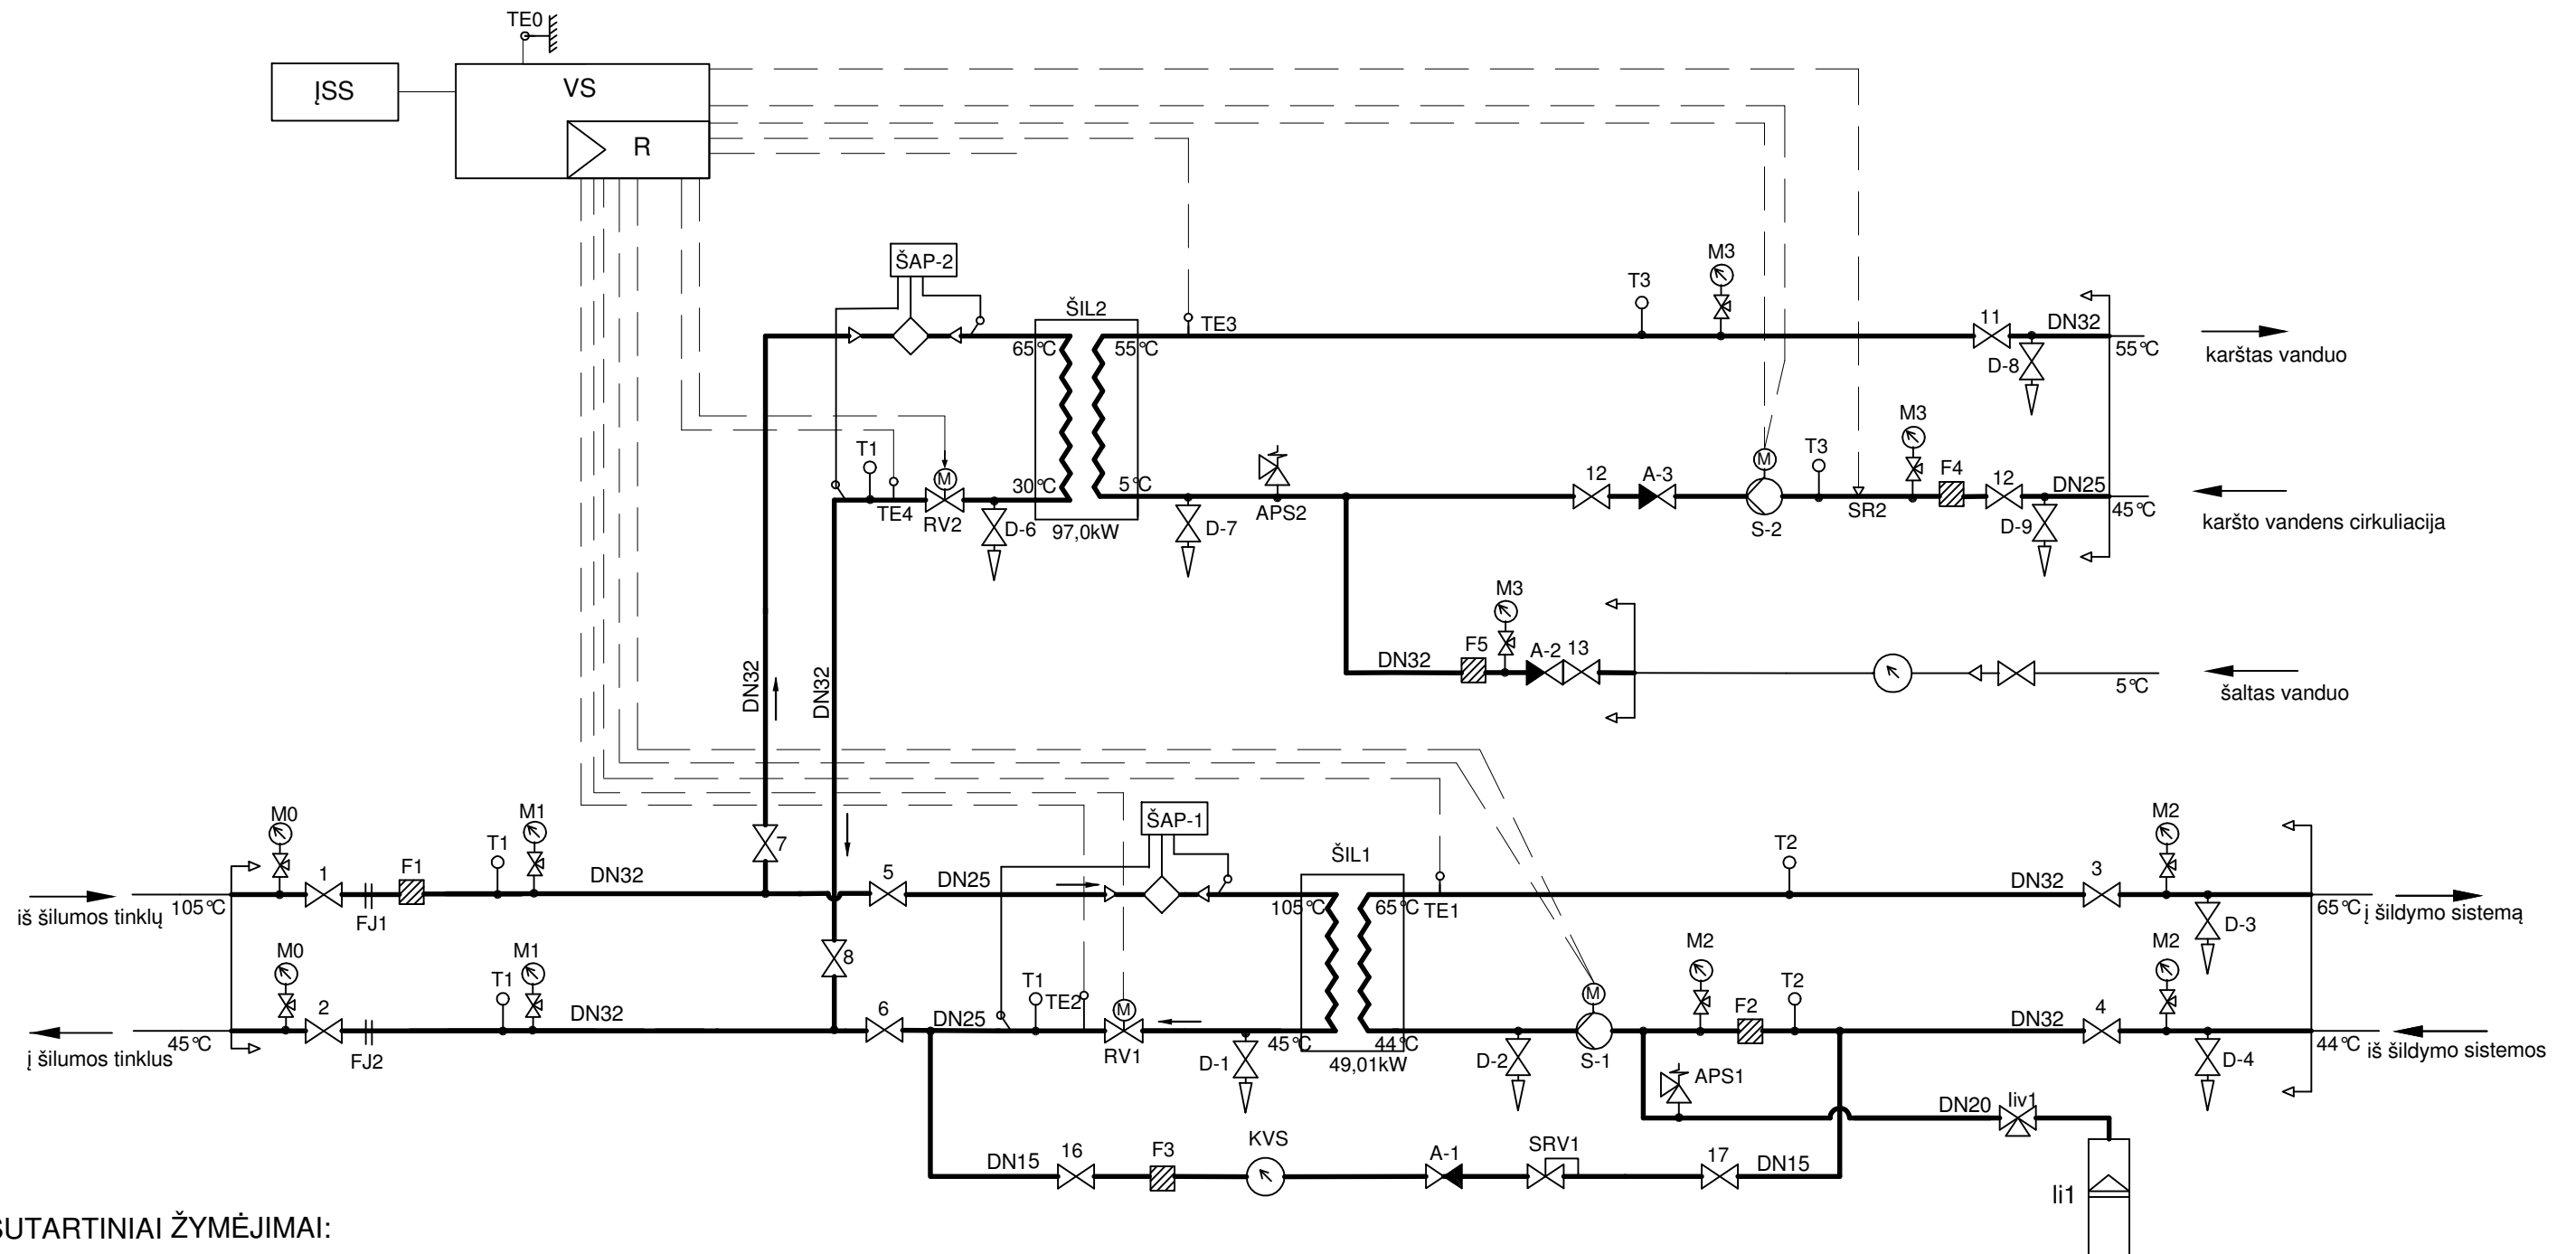 TE0
ĮSS
VS
R
ŠAP-2
M3
T3
ŠIL2
11
DN32
65°C
55°C
TE3
55°C
karštas vanduo
D-8
M3
T1
M
T3
F4
12
A-3
M
12
30°C
5°C
DN25
TE4
RV2
D-6
97,0kW
D-7
APS2
S-2
SR2
D-9
45°C
karšto vandens cirkuliacija
M3
F5
A-2
13
DN32
DN32
DN32
5°C
šaltas vanduo
M0
M1
ŠAP-1
M2
T1
7
T2
1
F1
DN32
5
DN25
ŠIL1
3
DN32
105°C
105°C
65°C
TE1
65°C
į šildymo sistemą
iš šilumos tinklų
FJ1
D-3
M0
M1
8
M2
M2
T1
T1
M
T2
2
DN32
6
DN25
TE2
M
F2
DN32
4
45°C
RV1
45°C
44°C
44°C
iš šildymo sistemos
į šilumos tinklus
FJ2
D-1
49,01kW
D-2
S-1
D-4
APS1
DN20
liv1
DN15
16
F3
KVS
A-1
SRV1
17
DN15
li1
SUTARTINIAI ŽYMĖJIMAI: